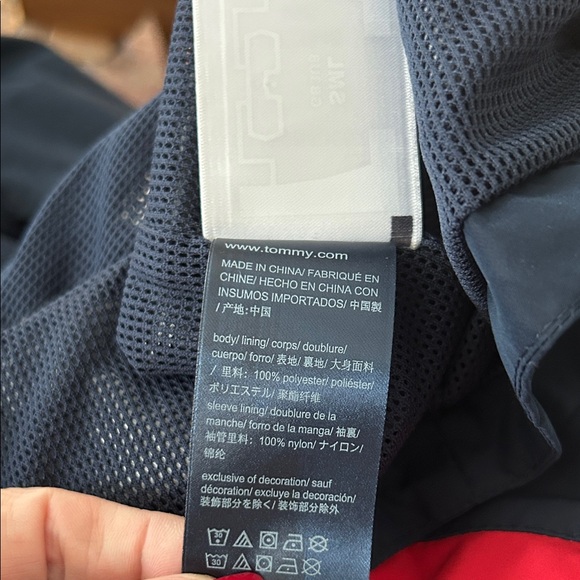 www.tommy.com
MADE IN CHINA/ FABRIQUÉ EN
CHINE/ HECHO EN CHINA CON
INSUMOS IMPORTADOS/ 中国製
/ 产地:中国
body/ lining/ corps/ doublure/
cuerpo/ forro/ 表地/ 裏地/ 大身面料
/ 里料: 100% polyester/ poliéster/
ポリエステル/ 聚酯纤维
sleeve lining/ doublure de la
manche/ forro de la manga/ 袖裏/
袖管里料: 100% nylon/ ナイロン/
锦纶
exclusive of decoration/ sauf
décoration/ excluye la decoración/
装飾部分を除く/ 装饰部分除外
30
30